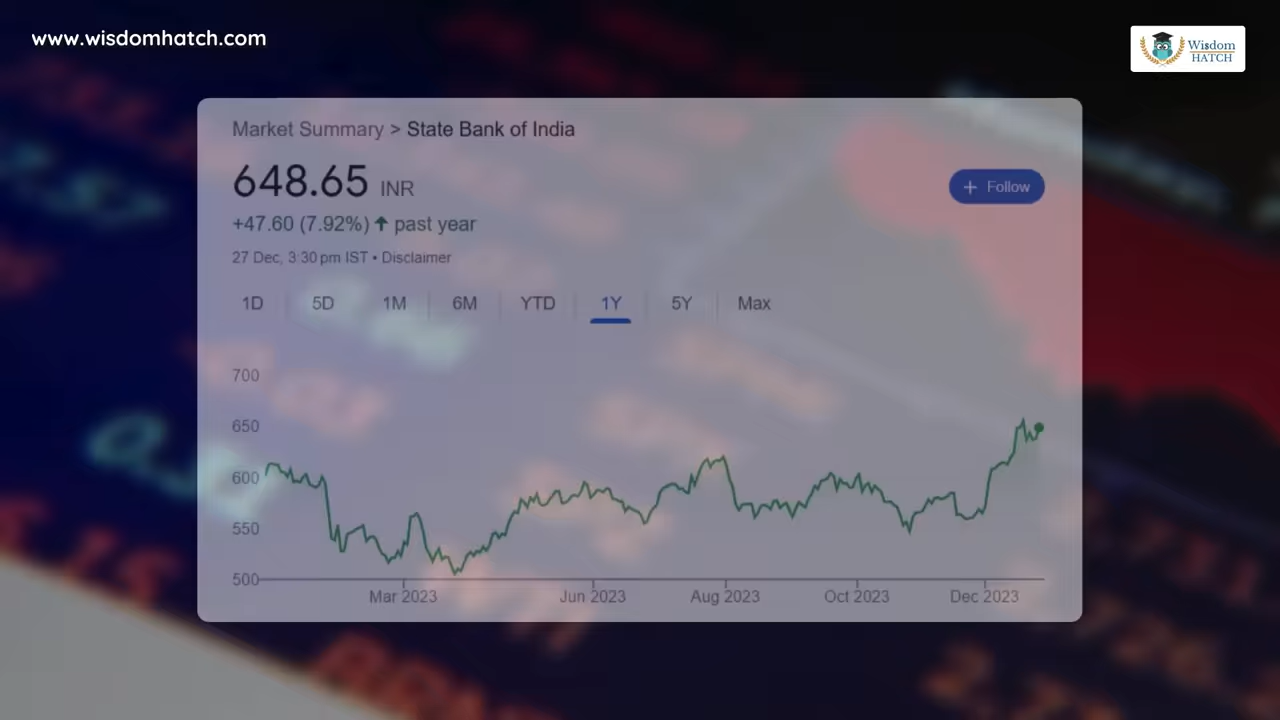 www.wisdomhatch.com
Wisdom
HATCH
Market Summary > State Bank of India
648.65 INR
+ Follow
+47.60 (7.92%) ↑ past year
27 Dec, 3:30 pm IST • Disclaimer
1D 5D 1M 6M YTD 1Y 5Y Max
700
650
600
550
500
Mar 2023 Jun 2023 Aug 2023 Oct 2023 Dec 2023